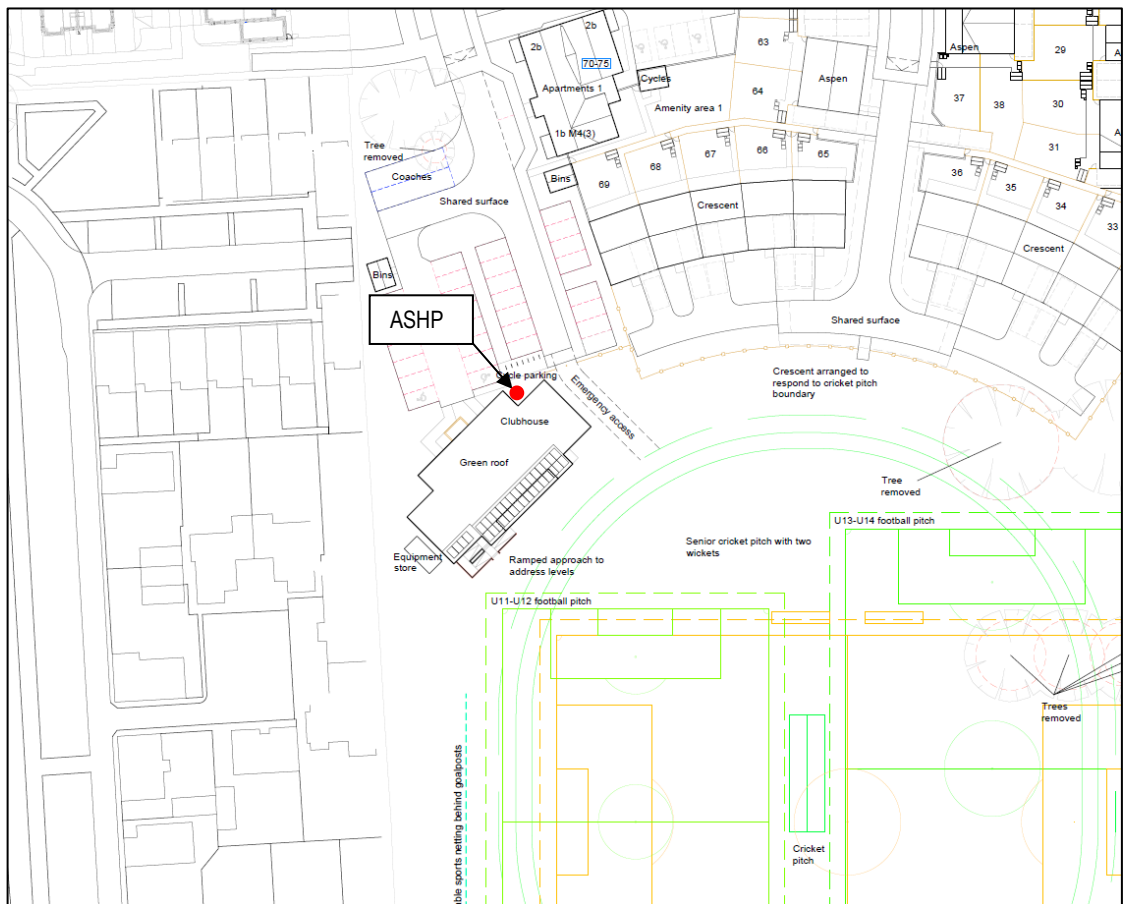 2b
2b
70-75
Apartments 1
1b M4(3)
Cycles
Amenity area 1
63
64
Aspen
Aspen
29
37
38
30
31
Tree
removed
Coaches
Shared surface
Bins
69
68
67
66
65
Crescent
36
35
34
33
Crescent
Bins
ASHP
Shared surface
Cycle parking
Emergency access
Crescent arranged to
respond to cricket pitch
boundary
Clubhouse
Green roof
Tree
removed
Equipment
store
Ramped approach to
address levels
Senior cricket pitch with two
wickets
U13-U14 football pitch
U11-U12 football pitch
Trees
removed
sports netting behind goalposts
Cricket
pitch